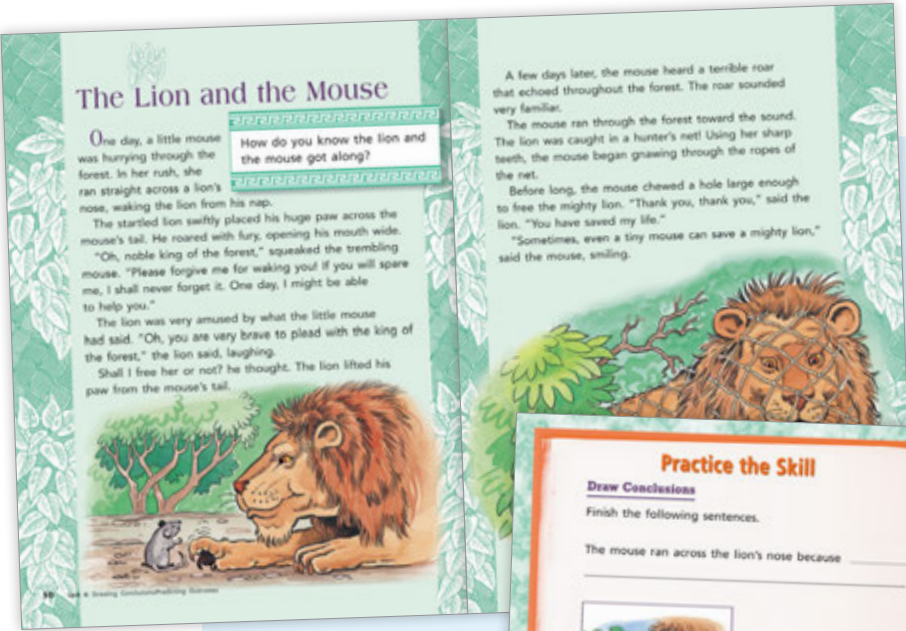 The Lion and the Mouse
One day, a little mouse
was hurrying through the
forest. In her rush, she
ran straight across a lion's
nose, waking the lion from his nap.
How do you know the lion and
the mouse got along?
The startled lion swiftly placed his huge paw across the
mouse's tail. He roared with fury, opening his mouth wide.
"Oh, noble king of the forest," squeaked the trembling
mouse. "Please forgive me for waking you! If you will spare
me, I shall never forget it. One day, I might be able
to help you."
The lion was very amused by what the little mouse
had said. "Oh, you are very brave to plead with the king of
the forest," the lion said, laughing.
Shall I free her or not? he thought. The lion lifted his
paw from the mouse's tail.
50 Unit 4: Drawing Conclusions/Predicting Outcomes
A few days later, the mouse heard a terrible roar
that echoed throughout the forest. The roar sounded
very familiar.
The mouse ran through the forest toward the sound.
The lion was caught in a hunter's net! Using her sharp
teeth, the mouse began gnawing through the ropes of
the net.
Before long, the mouse chewed a hole large enough
to free the mighty lion. "Thank you, thank you," said the
lion. "You have saved my life."
"Sometimes, even a tiny mouse can save a mighty lion,"
said the mouse, smiling.
Practice the Skill
Draw Conclusions
Finish the following sentences.
The mouse ran across the lion's nose because